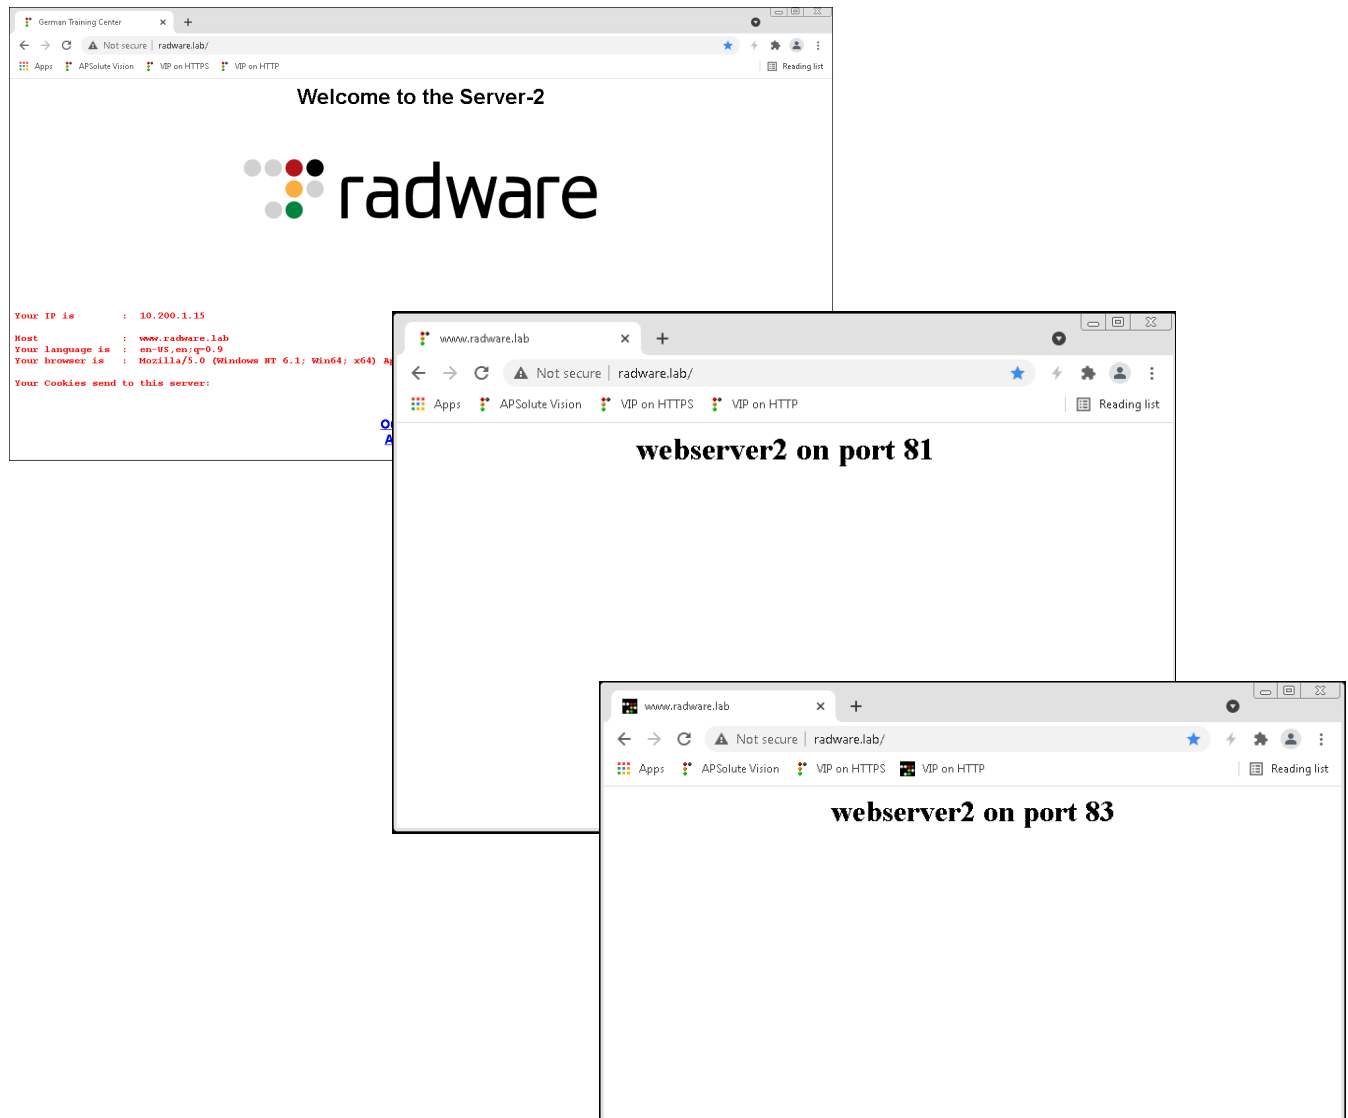 German Training Center
Not secure
radware.lab/
Apps
APSolute Vision
VIP on HTTPS
VIP on HTTP
Reading list
Welcome to the Server-2
radware
Your IP is : 10.200.1.15
Host : www.radware.lab
Your language is : en-US,en;q=0.9
Your browser is : Mozilla/5.0 (Windows NT 6.1; Win64; x64)
Your Cookies send to this server:
www.radware.lab
Not secure
radware.lab/
Apps
APSolute Vision
VIP on HTTPS
VIP on HTTP
Reading list
webserver2 on port 81
www.radware.lab
Not secure
radware.lab/
Apps
APSolute Vision
VIP on HTTPS
VIP on HTTP
Reading list
webserver2 on port 83